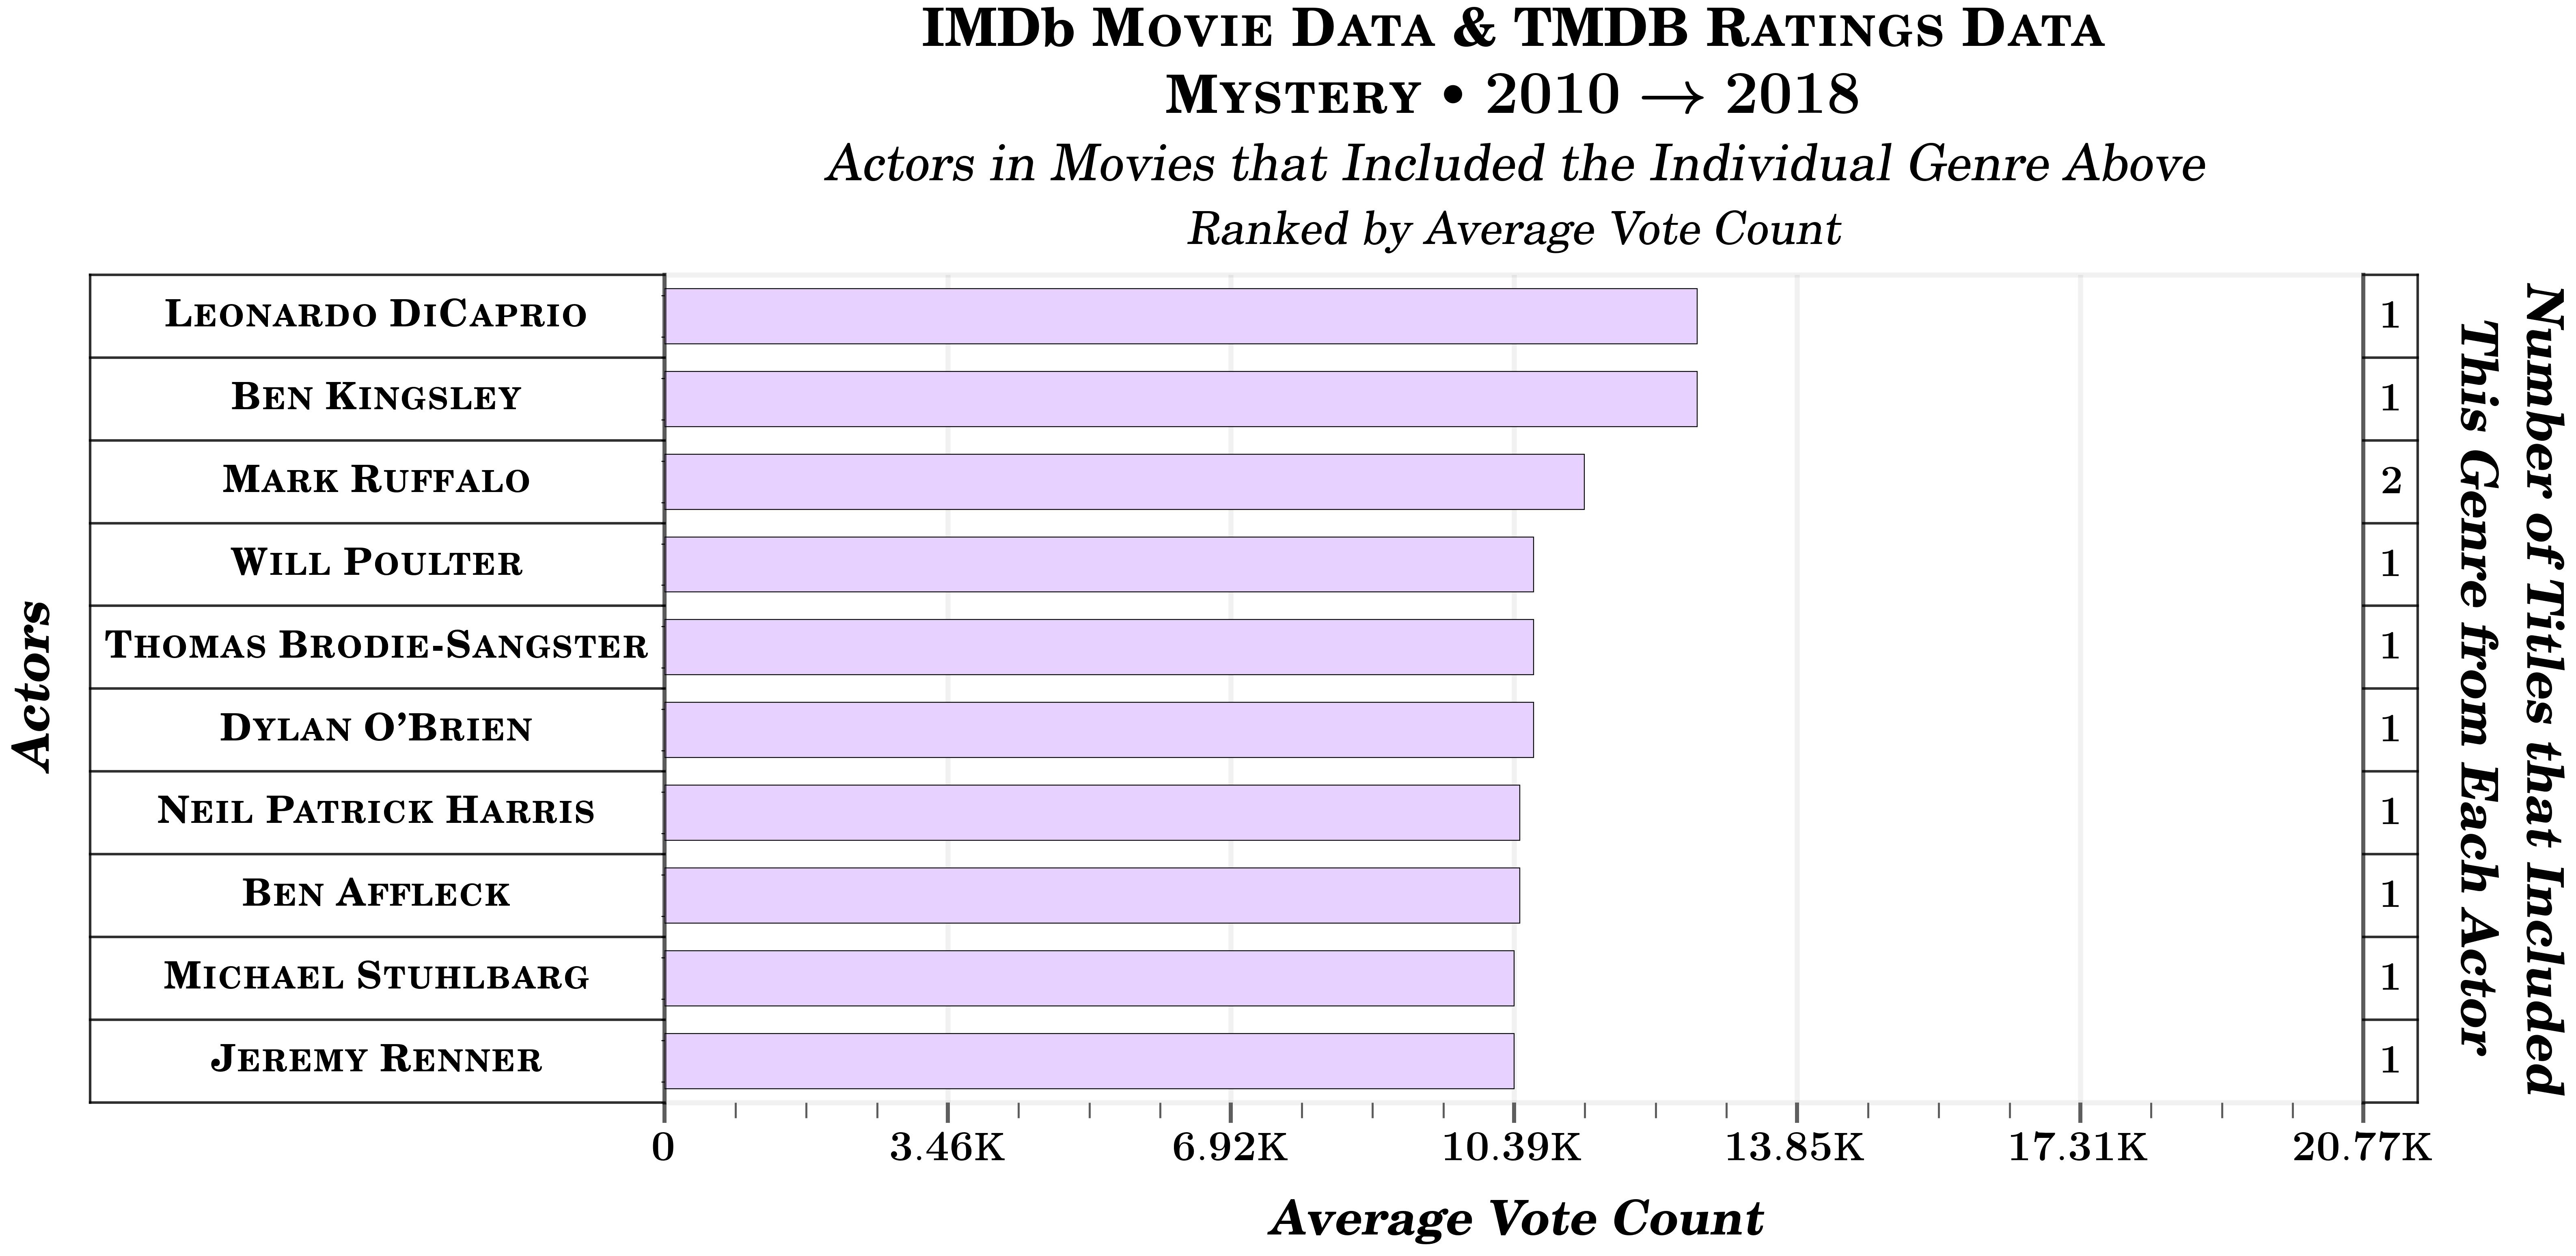 IMDb Movie Data & TMDB Ratings Data
Mystery • 2010 → 2018
Actors in Movies that Included the Individual Genre Above
Ranked by Average Vote Count
Actors
Leonardo DiCaprio 1
Ben Kingsley 1
Mark Ruffalo 2
Will Poulter 1
Thomas Brodie-Sangster 1
Dylan O’Brien 1
Neil Patrick Harris 1
Ben Affleck 1
Michael Stuhlbarg 1
Jeremy Renner 1
Number of Titles that Included
This Genre from Each Actor
0 3.46K 6.92K 10.39K 13.85K 17.31K 20.77K
Average Vote Count